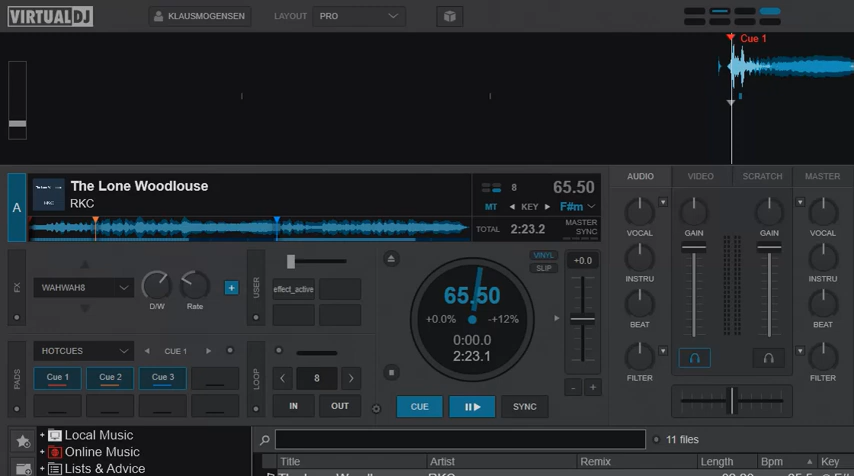 VIRTUALDJ
KLAUSMOGENSEN
LAYOUT
PRO
Cue 1
A
The Lone Woodlouse
RKC
RKC
8
65.50
MT
KEY
F#m
TOTAL
2:23.2
MASTER
SYNC
AUDIO
VIDEO
SCRATCH
MASTER
VOCAL
INSTRU
BEAT
FILTER
GAIN
GAIN
VOCAL
INSTRU
BEAT
FILTER
FX
WAHWAH8
D/W
Rate
+
USER
effect_active
VINYL
SLIP
+0.0
65.50
+0.0%
-+12%
0:00.0
2:23.1
- +
PADS
HOTCUES
CUE 1
Cue 1
Cue 2
Cue 3
LOOP
8
IN
OUT
CUE
SYNC
+ Local Music
+ Online Music
+ Lists & Advice
11 files
Title
Artist
Remix
Length
Bpm
Key